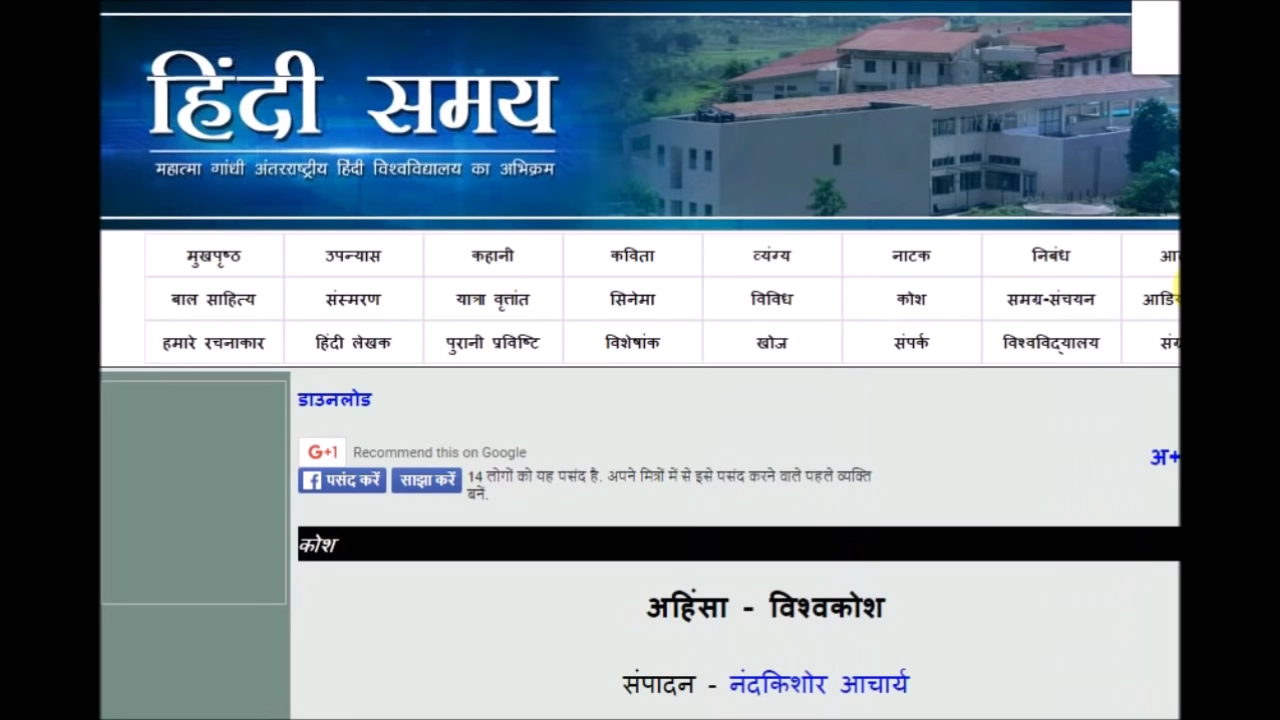 हिंदी समय
महात्मा गांधी अंतरराष्ट्रीय हिंदी विश्वविद्यालय का अभिक्रम
मुखपृष्ठ उपन्यास कहानी कविता व्यंग्य नाटक निबंध
बाल साहित्य संस्मरण यात्रा वृत्तांत सिनेमा विविध कोश समग्र-संचयन
हमारे रचनाकार हिंदी लेखक पुरानी प्रविष्टि विशेषांक खोज संपर्क विश्वविद्यालय
डाउनलोड
G+1 Recommend this on Google
अ+
पसंद करें साझा करें 14 लोगों को यह पसंद है. अपने मित्रों में से इसे पसंद करने वाले पहले व्यक्ति
बनें.
कोश
अहिंसा - विश्वकोश
संपादन - नंदकिशोर आचार्य